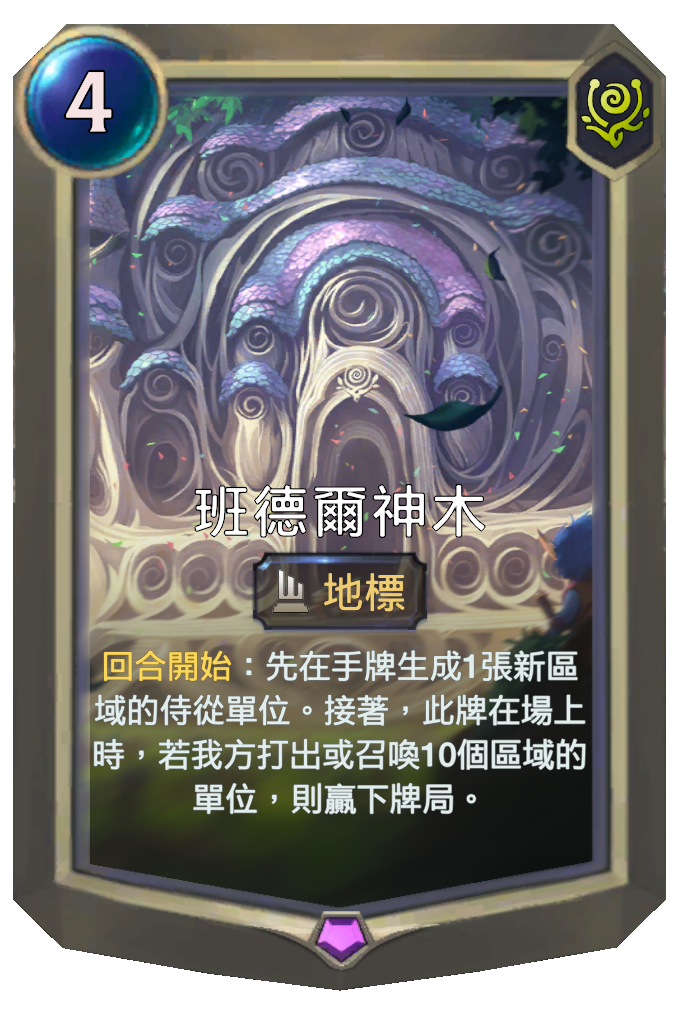 4
班德爾神木
地標
回合開始：先在手牌生成1張新區
域的侍從單位。接著，此牌在場上
時，若我方打出或召喚10個區域的
單位，則贏下牌局。